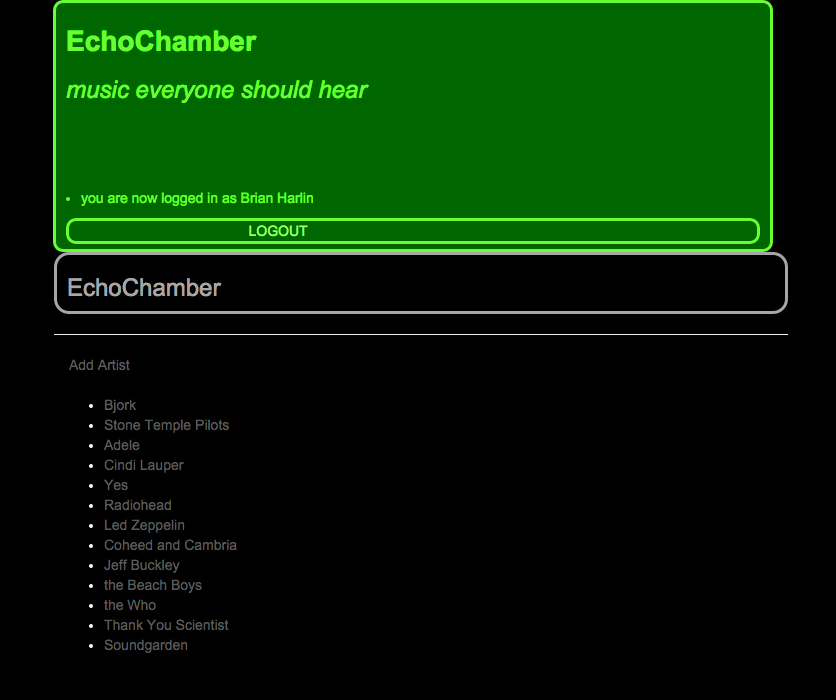 EchoChamber
music everyone should hear
you are now logged in as Brian Harlin
LOGOUT
EchoChamber
Add Artist
Bjork
Stone Temple Pilots
Adele
Cindi Lauper
Yes
Radiohead
Led Zeppelin
Coheed and Cambria
Jeff Buckley
the Beach Boys
the Who
Thank You Scientist
Soundgarden